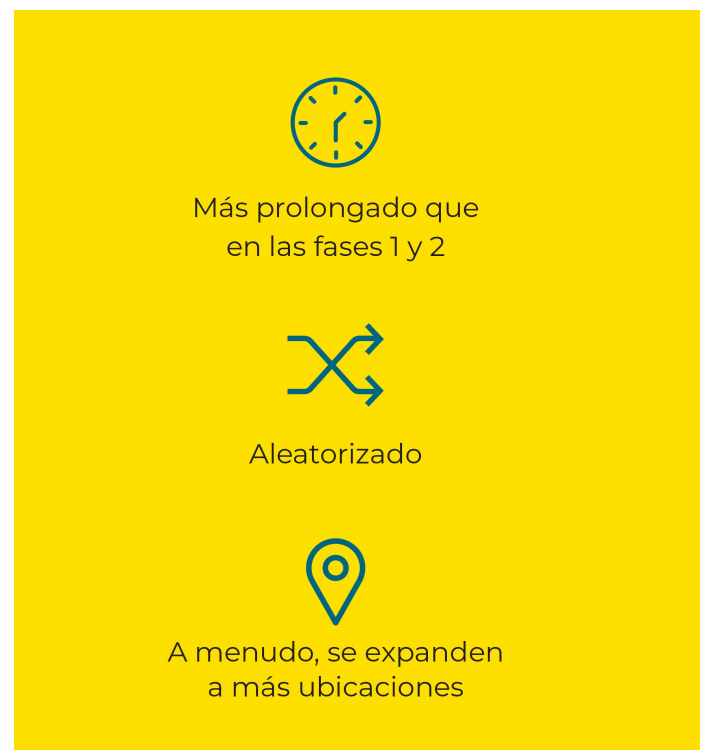 Más prolongado que
en las fases 1 y 2
Aleatorizado
A menudo, se expanden
a más ubicaciones